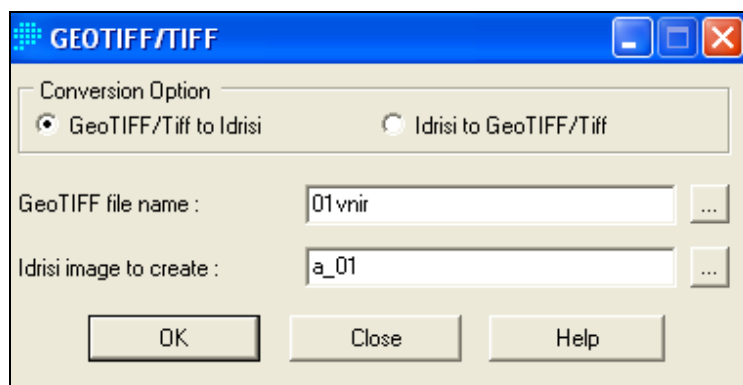 GEOTIFF/TIFF
Conversion Option
GeoTIFF/Tiff to Idrisi
Idrisi to GeoTIFF/Tiff
GeoTIFF file name :
01vnir
...
Idrisi image to create :
a_01
...
OK
Close
Help